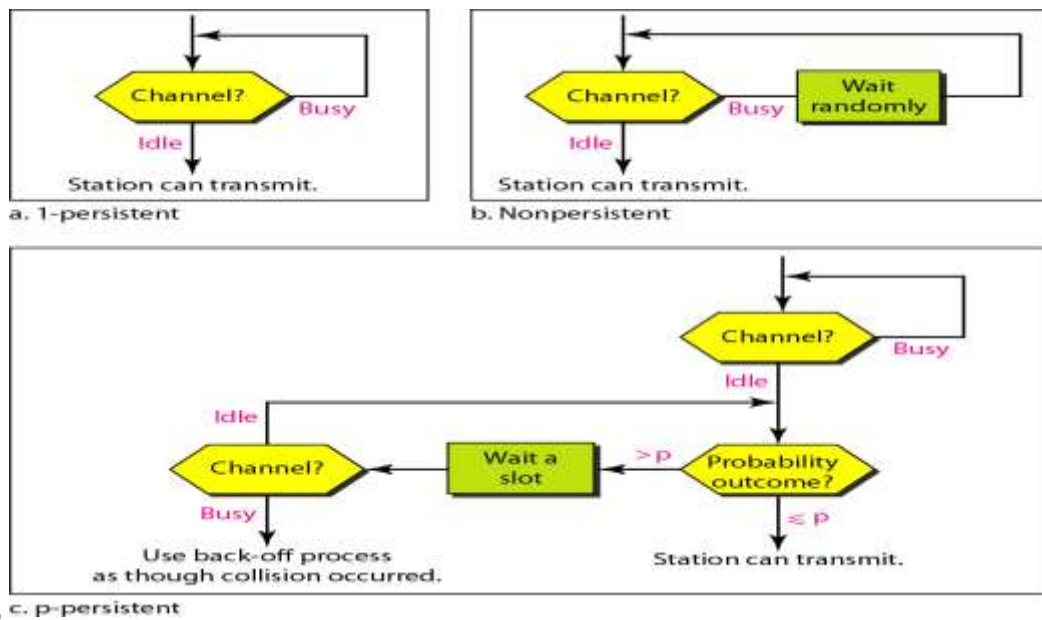 Channel?
Busy
Idle
Station can transmit.
a. 1-persistent
Channel?
Busy
Wait
randomly
Idle
Station can transmit.
b. Nonpersistent
Channel?
Busy
Idle
Idle
Channel?
Wait a
slot
>p
Probability
outcome?
Busy
⩽ p
Use back-off process
as though collision occurred.
Station can transmit.
c. p-persistent